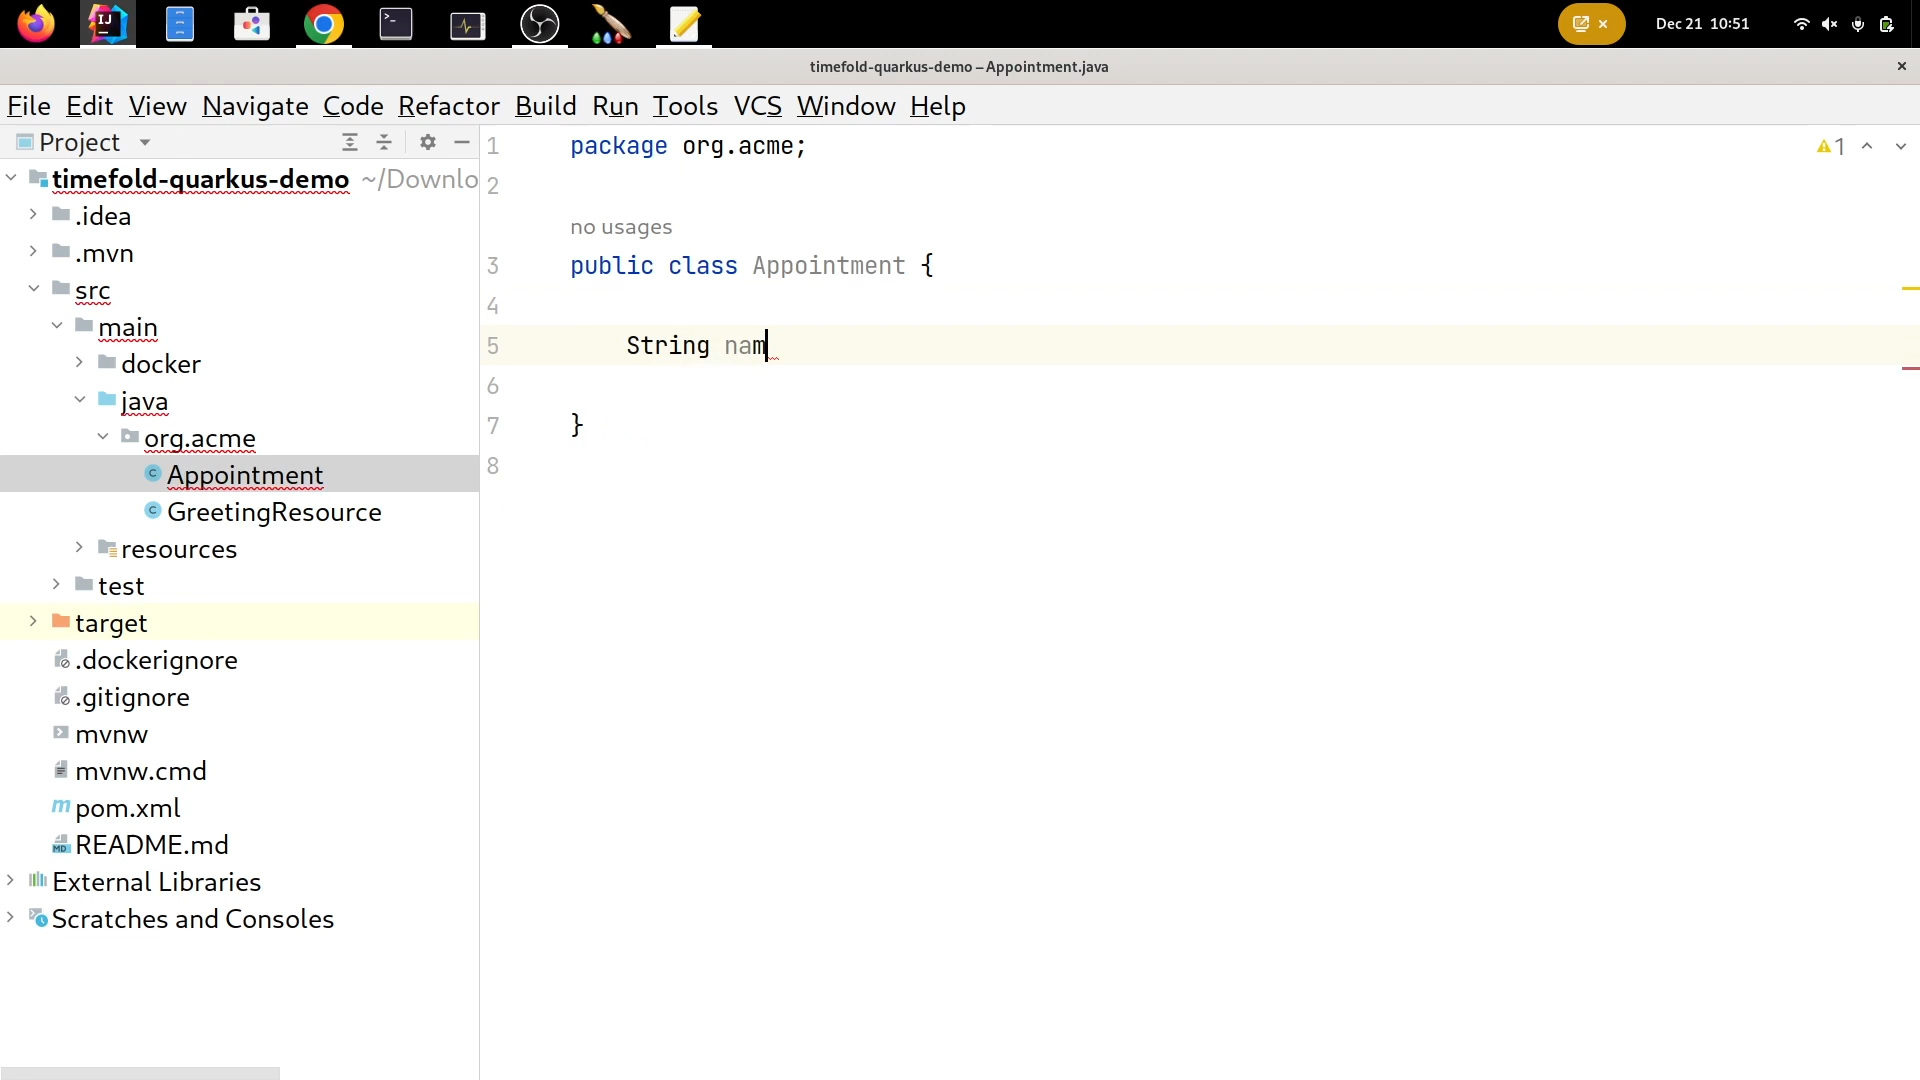 Dec 21 10:51
timefold-quarkus-demo – Appointment.java
File Edit View Navigate Code Refactor Build Run Tools VCS Window Help
Project
timefold-quarkus-demo ~/Downlo
.idea
.mvn
src
main
docker
java
org.acme
Appointment
GreetingResource
resources
test
target
.dockerignore
.gitignore
mvnw
mvnw.cmd
pom.xml
README.md
External Libraries
Scratches and Consoles
1 package org.acme;
1
2
no usages
3 public class Appointment {
4
5 String nam
6
7 }
8